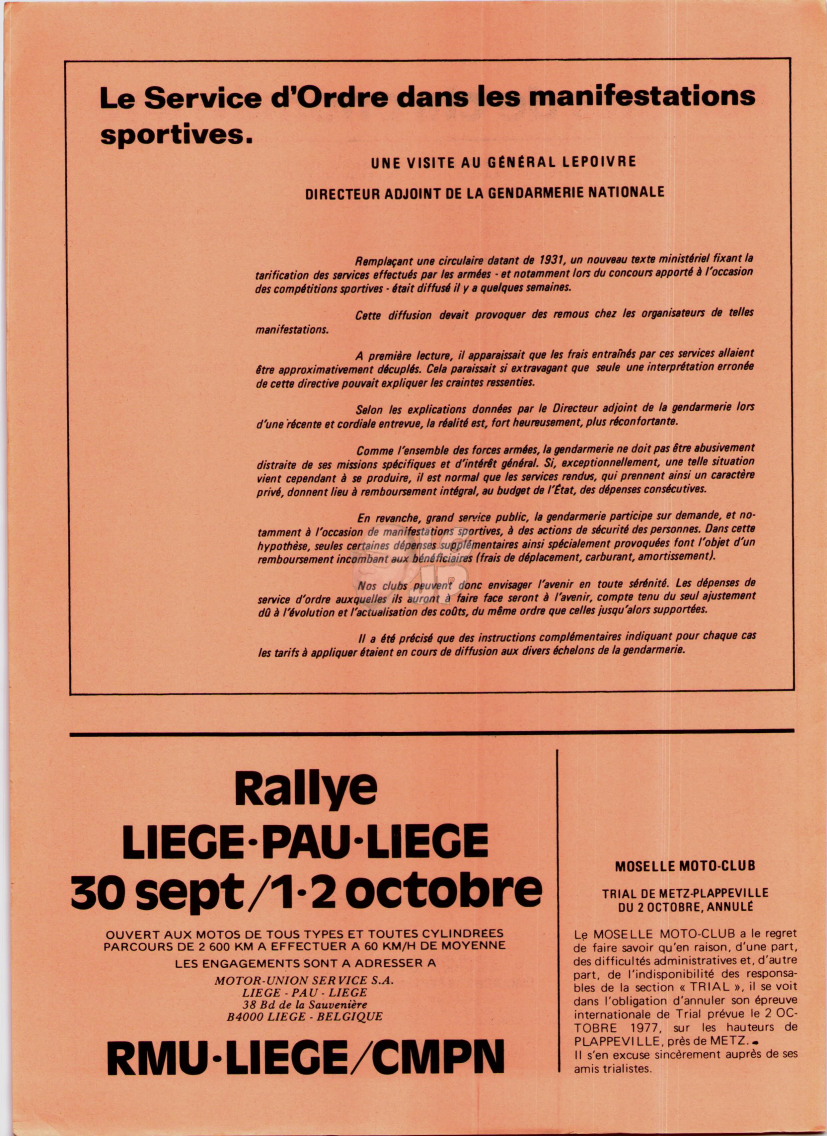 Le Service d'Ordre dans les manifestations
sportives.
UNE VISITE AU GÉNÉRAL LEPOIVRE
DIRECTEUR ADJOINT DE LA GENDARMERIE NATIONALE
Remplaçant une circulaire datant de 1931, un nouveau texte ministériel fixant la
tarification des services effectués par les armées - et notamment lors du concours apporté à l'occasion
des compétitions sportives - était diffusé il y a quelques semaines.
Cette diffusion devait provoquer des remous chez les organisateurs de telles
manifestations.
A première lecture, il apparaissait que les frais entraînés par ces services allaient
être approximativement décuplés. Cela paraissait si extravagant que seule une interprétation erronée
de cette directive pouvait expliquer les craintes ressenties.
Selon les explications données par le Directeur adjoint de la gendarmerie lors
d'une récente et cordiale entrevue, la réalité est, fort heureusement, plus réconfortante.
Comme l'ensemble des forces armées, la gendarmerie ne doit pas être abusivement
distraite de ses missions spécifiques et d'intérêt général. Si, exceptionnellement, une telle situation
vient cependant à se produire, il est normal que les services rendus, qui prennent ainsi un caractère
privé, donnent lieu à remboursement intégral, au budget de l'État, des dépenses consécutives.
En revanche, grand service public, la gendarmerie participe sur demande, et no-
tamment à l'occasion de manifestations sportives, à des actions de sécurité des personnes. Dans cette
hypothèse, seules certaines dépenses supplémentaires ainsi spécialement provoquées font l'objet d'un
remboursement incombant aux bénéficiaires (frais de déplacement, carburant, amortissement).
Nos clubs peuvent donc envisager l'avenir en toute sérénité. Les dépenses de
service d'ordre auxquelles ils auront à faire face seront à l'avenir, compte tenu du seul ajustement
dû à l'évolution et l'actualisation des coûts, du même ordre que celles jusqu'alors supportées.
Il a été précisé que des instructions complémentaires indiquant pour chaque cas
les tarifs à appliquer étaient en cours de diffusion aux divers échelons de la gendarmerie.
Rallye
LIEGE-PAU-LIEGE
30 sept/1-2 octobre
OUVERT AUX MOTOS DE TOUS TYPES ET TOUTES CYLINDRÉES
PARCOURS DE 2 600 KM A EFFECTUER A 60 KM/H DE MOYENNE
LES ENGAGEMENTS SONT A ADRESSER A
MOTOR-UNION SERVICE S.A.
LIEGE - PAU - LIEGE
38 Bd de la Sauvenière
B4000 LIEGE - BELGIQUE
RMU-LIEGE/CMPN
MOSELLE MOTO-CLUB
TRIAL DE METZ-PLAPPEVILLE
DU 2 OCTOBRE, ANNULÉ
Le MOSELLE MOTO-CLUB a le regret
de faire savoir qu'en raison, d'une part,
des difficultés administratives et, d'autre
part, de l'indisponibilité des responsa-
bles de la section « TRIAL », il se voit
dans l'obligation d'annuler son épreuve
internationale de Trial prévue le 2 OC-
TOBRE 1977, sur les hauteurs de
PLAPPEVILLE, près de METZ.
Il s'en excuse sincèrement auprès de ses
amis trialistes.